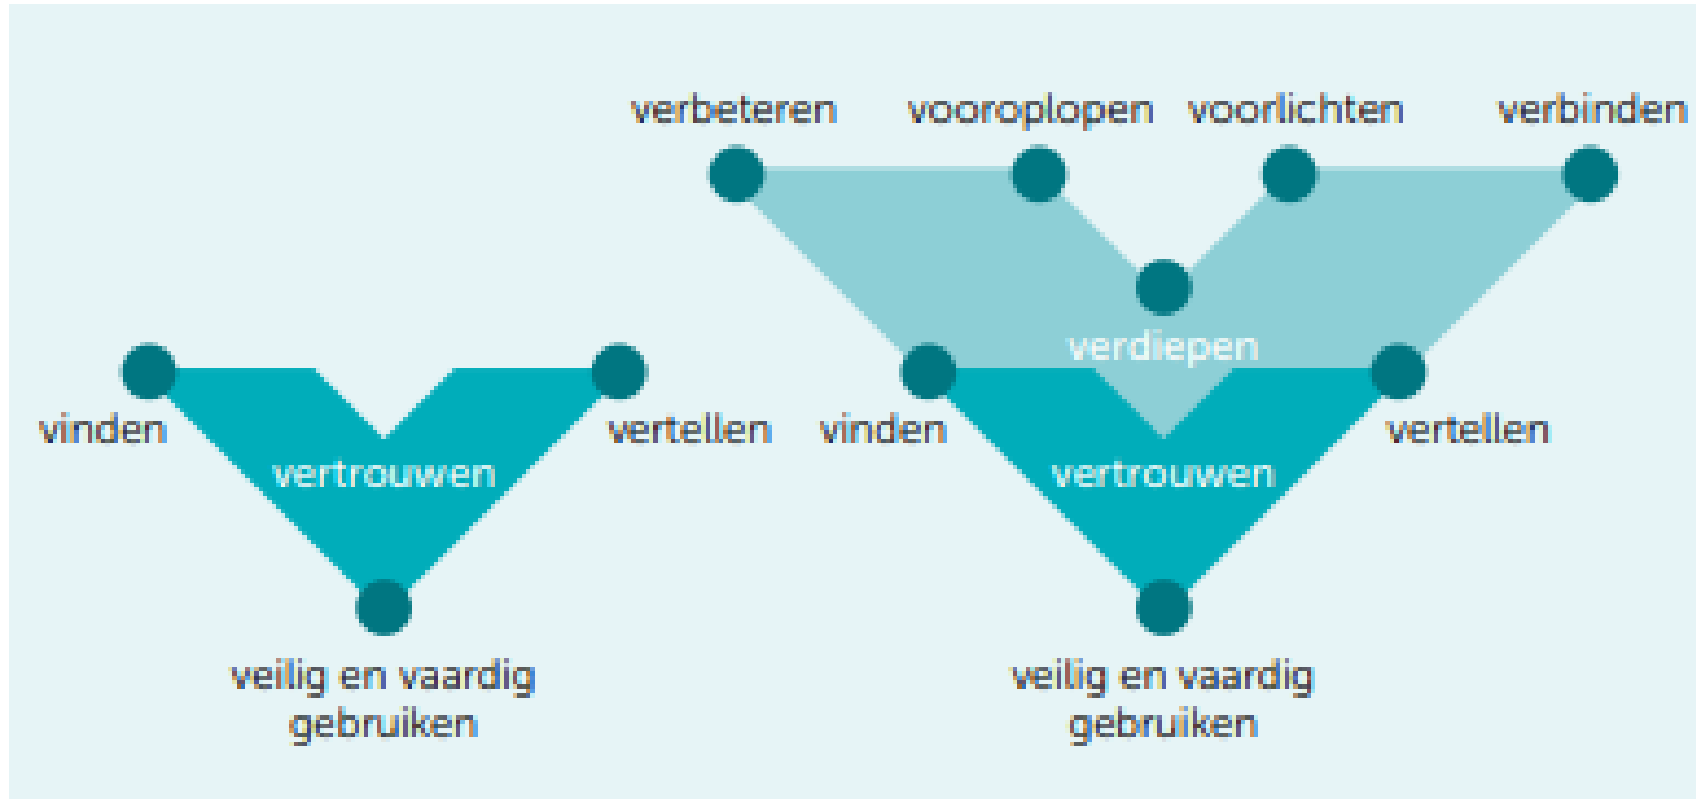 verbeteren vooroplopen voorlichten verbinden
verdiepen
vinden vertellen vinden vertellen
vertrouwen vertrouwen
veilig en vaardig veilig en vaardig
gebruiken gebruiken